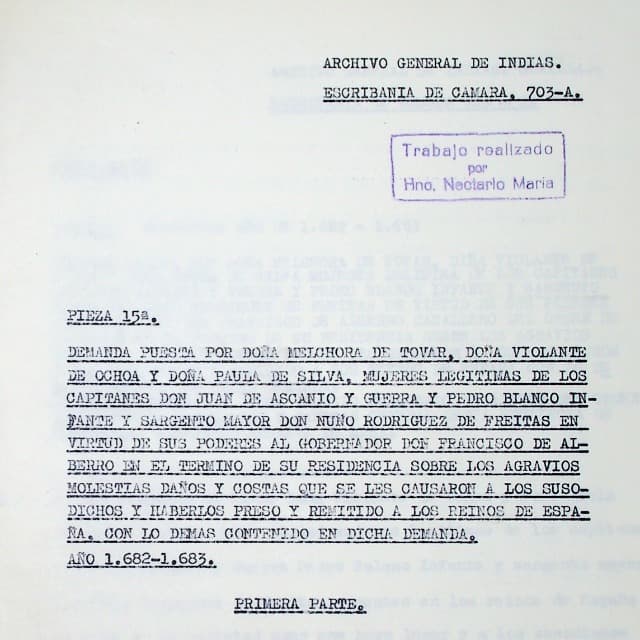 ARCHIVO GENERAL DE INDIAS.
ESCRIBANIA DE CAMARA, 703-A.
Trabajo realizado
por
Hno, Nectario Maria
PIEZA 15ª.
DEMANDA PUESTA POR DOÑA MELCHORA DE TOVAR, DOÑA VIOLANTE
DE OCHOA Y DOÑA PAULA DE SILVA, MUJERES LEGITIMAS DE LOS
CAPITANES DON JUAN DE ASCANIO Y GUERRA Y PEDRO BLANCO IN-
FANTE Y SARGENTO MAYOR DON NUÑO RODRIGUEZ DE FREITAS EN
VIRTUD DE SUS PODERES AL GOBERNADOR DON FRANCISCO DE AL-
BERRO EN EL TERMINO DE SU RESIDENCIA SOBRE LOS AGRAVIOS
MOLESTIAS DAÑOS Y COSTAS QUE SE LES CAUSARON A LOS SUSO-
DICHOS Y HABERLOS PRESO Y REMITIDO A LOS REINOS DE ESPA-
ÑA, CON LO DEMAS CONTENIDO EN DICHA DEMANDA.
AÑO 1.682-1.683.
PRIMERA PARTE.